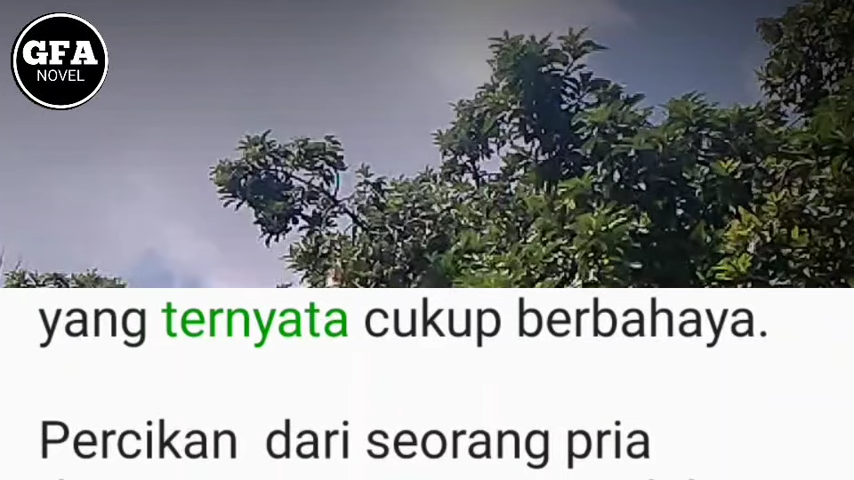 GFA
NOVEL
yang ternyata cukup berbahaya.
Percikan dari seorang pria